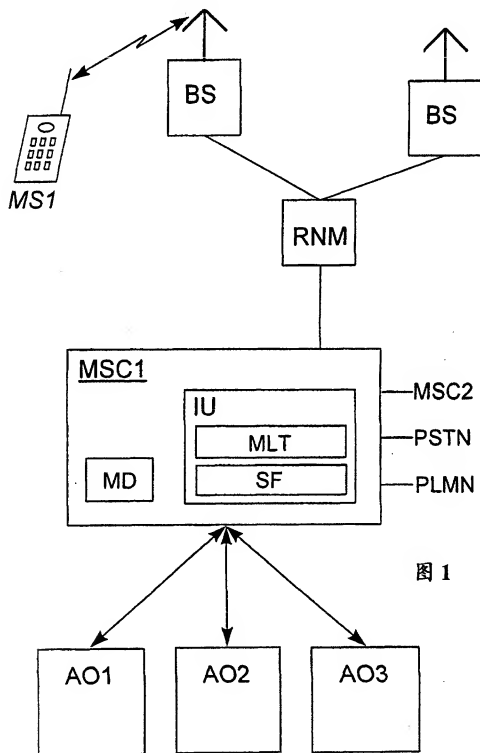 BS
BS
MS1
RNM
MSC1
IU
MLT
SF
MD
MSC2
PSTN
PLMN
图 1
AO1
AO2
AO3